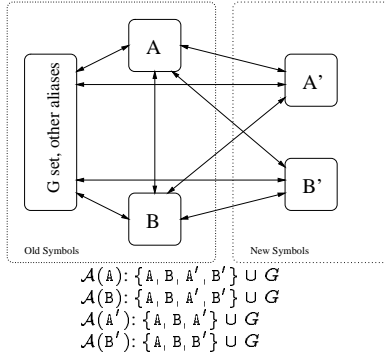 A
G set, other aliases
A'
B'
B
Old Symbols
New Symbols
𝒜(A): {A, B, A′, B′} ∪ G
𝒜(B): {A, B, A′, B′} ∪ G
𝒜(A′): {A, B, A′} ∪ G
𝒜(B′): {A, B, B′} ∪ G